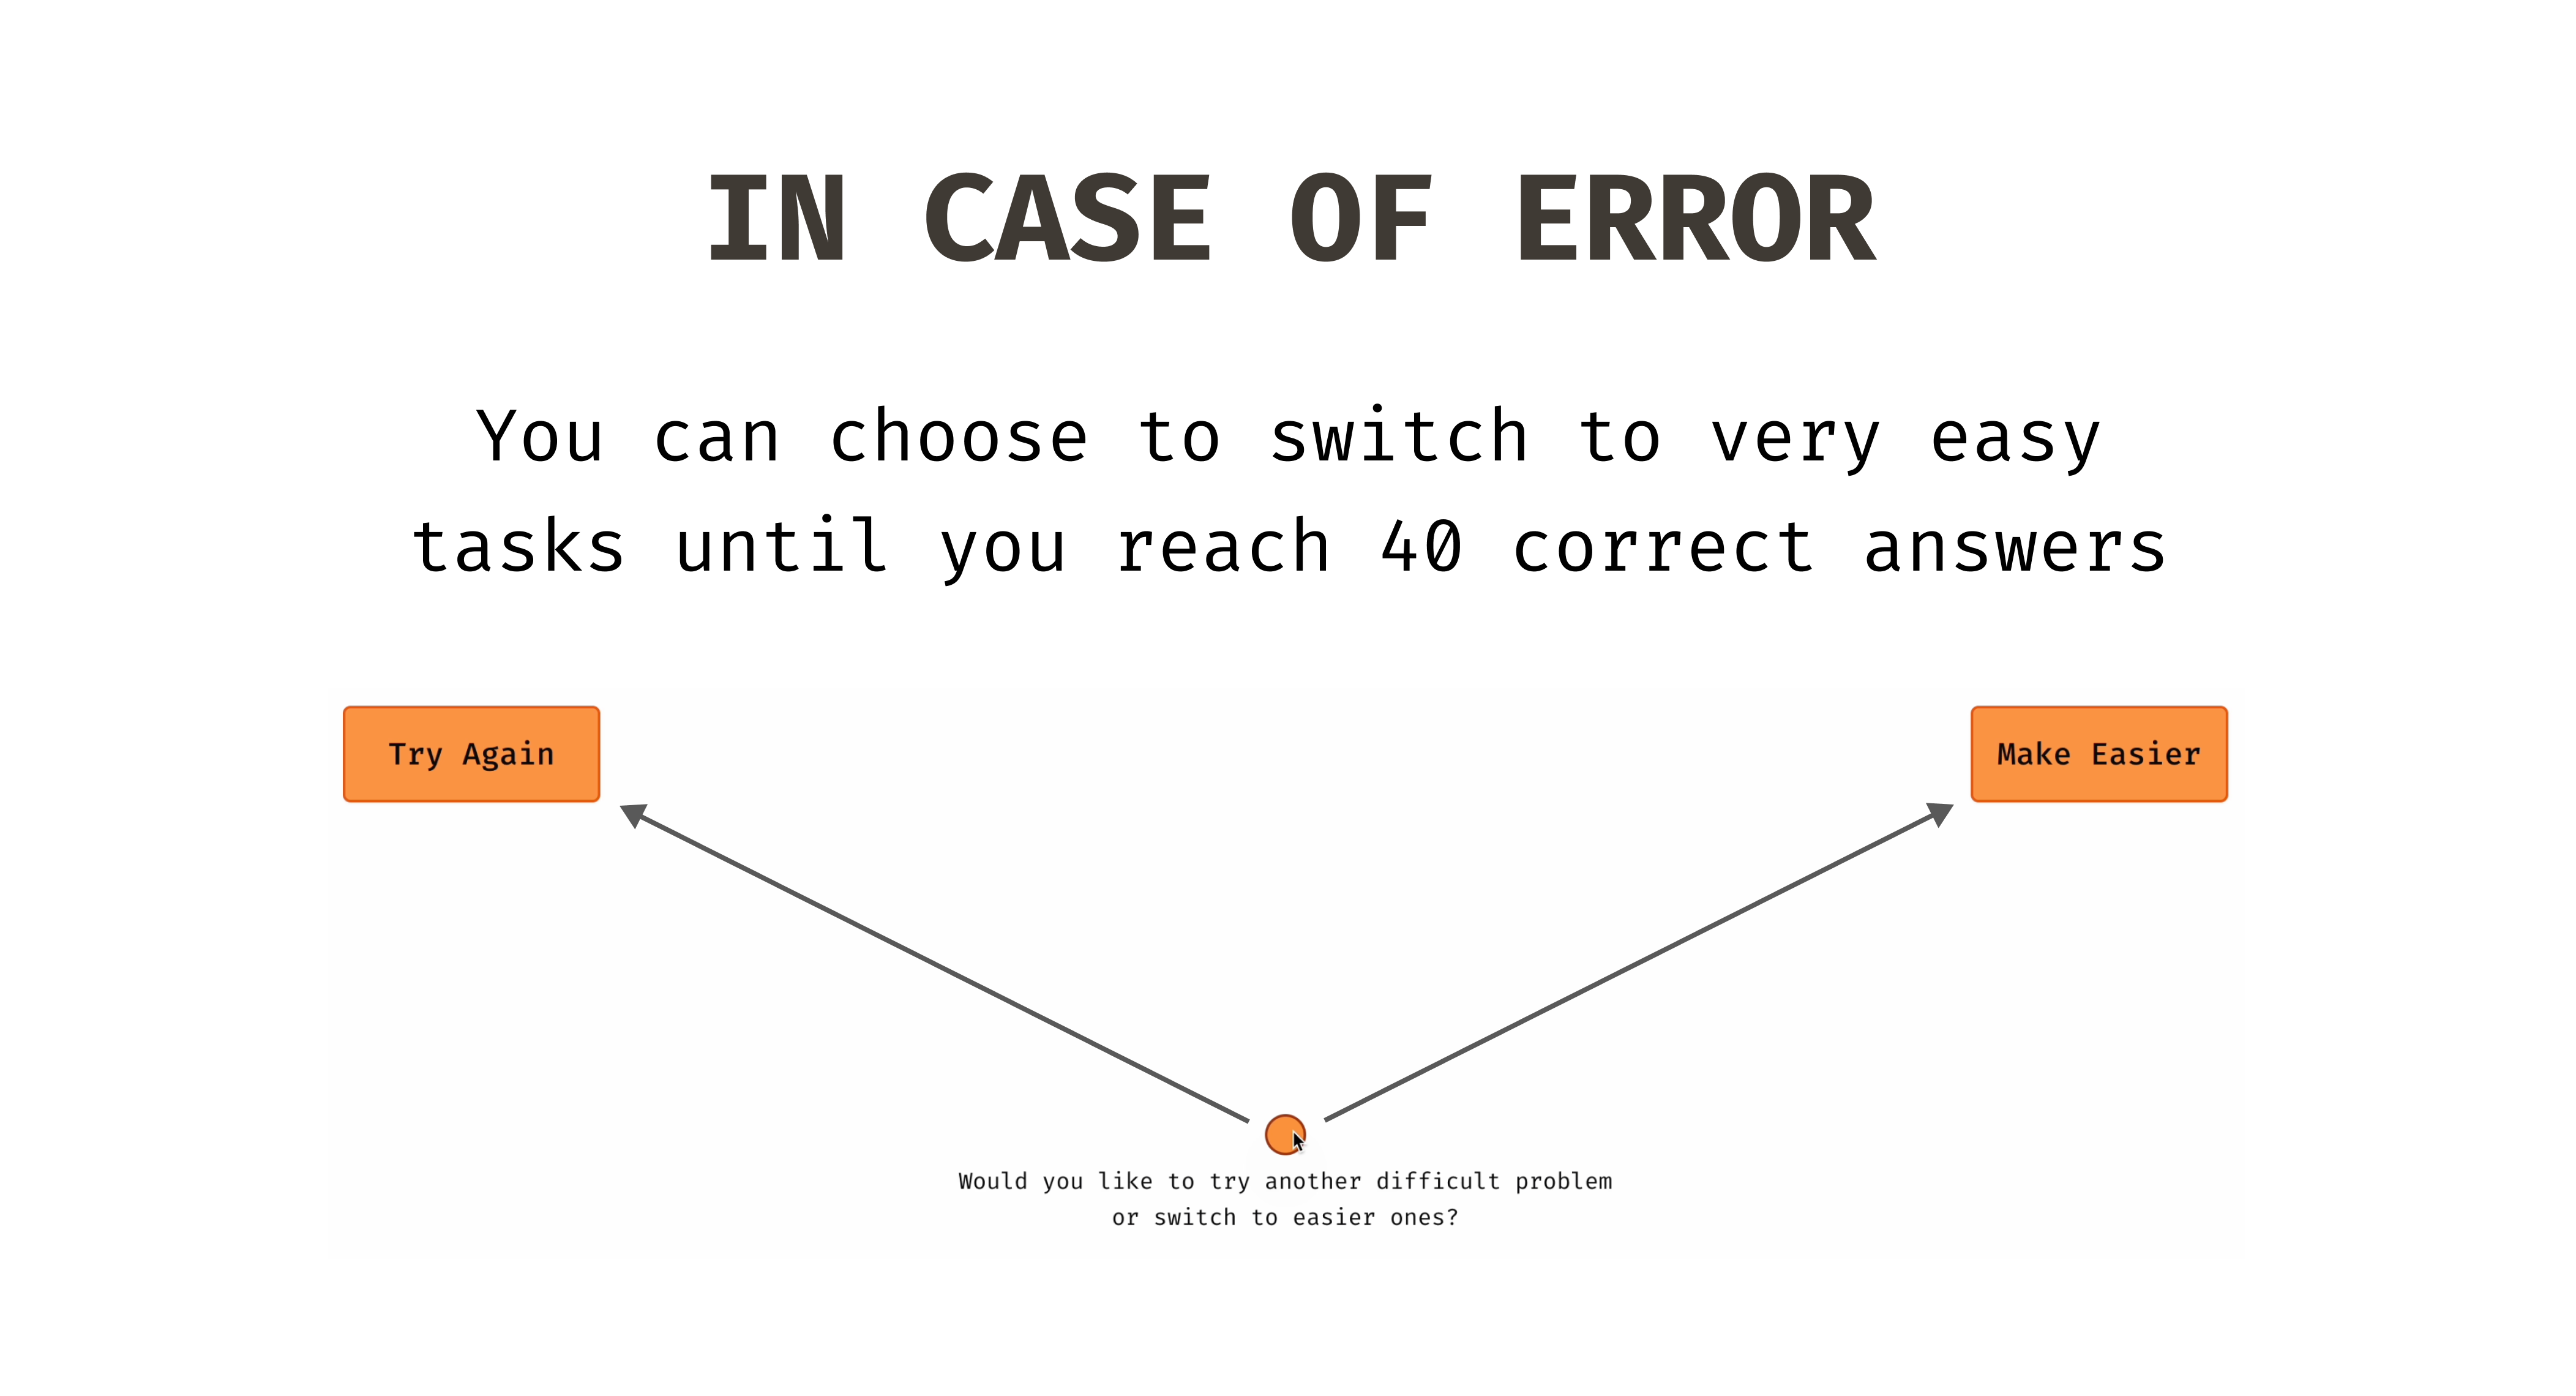 IN CASE OF ERROR
You can choose to switch to very easy
tasks until you reach 40 correct answers
Try Again
Make Easier
Would you like to try another difficult problem
or switch to easier ones?